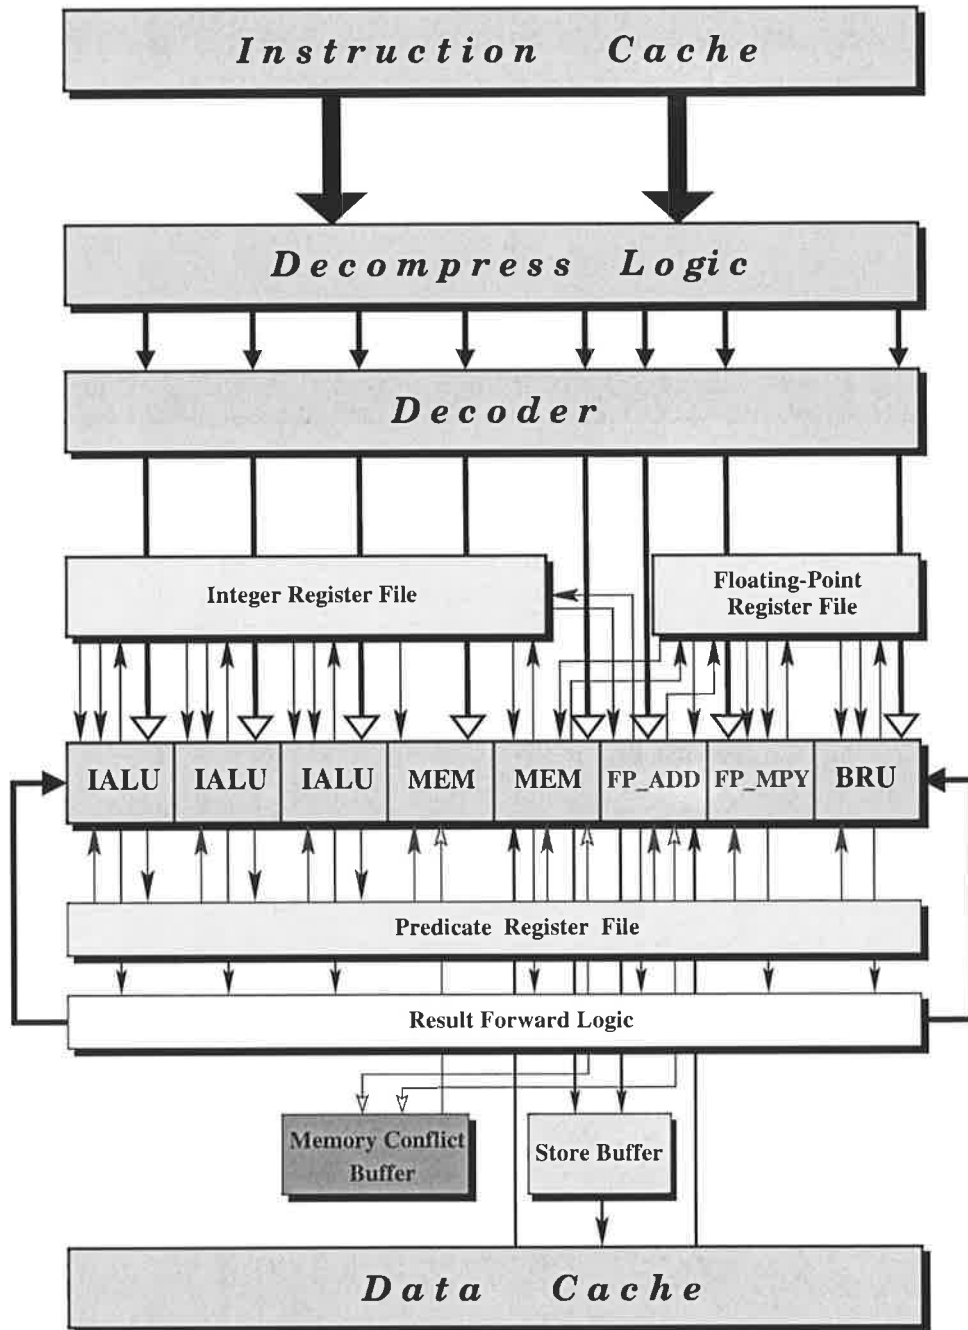 Instruction Cache
Decompress Logic
Decoder
Integer Register File
Floating-Point
Register File
IALU IALU IALU MEM MEM FP_ADD FP_MPY BRU
Predicate Register File
Result Forward Logic
Memory Conflict
Buffer
Store Buffer
Data Cache